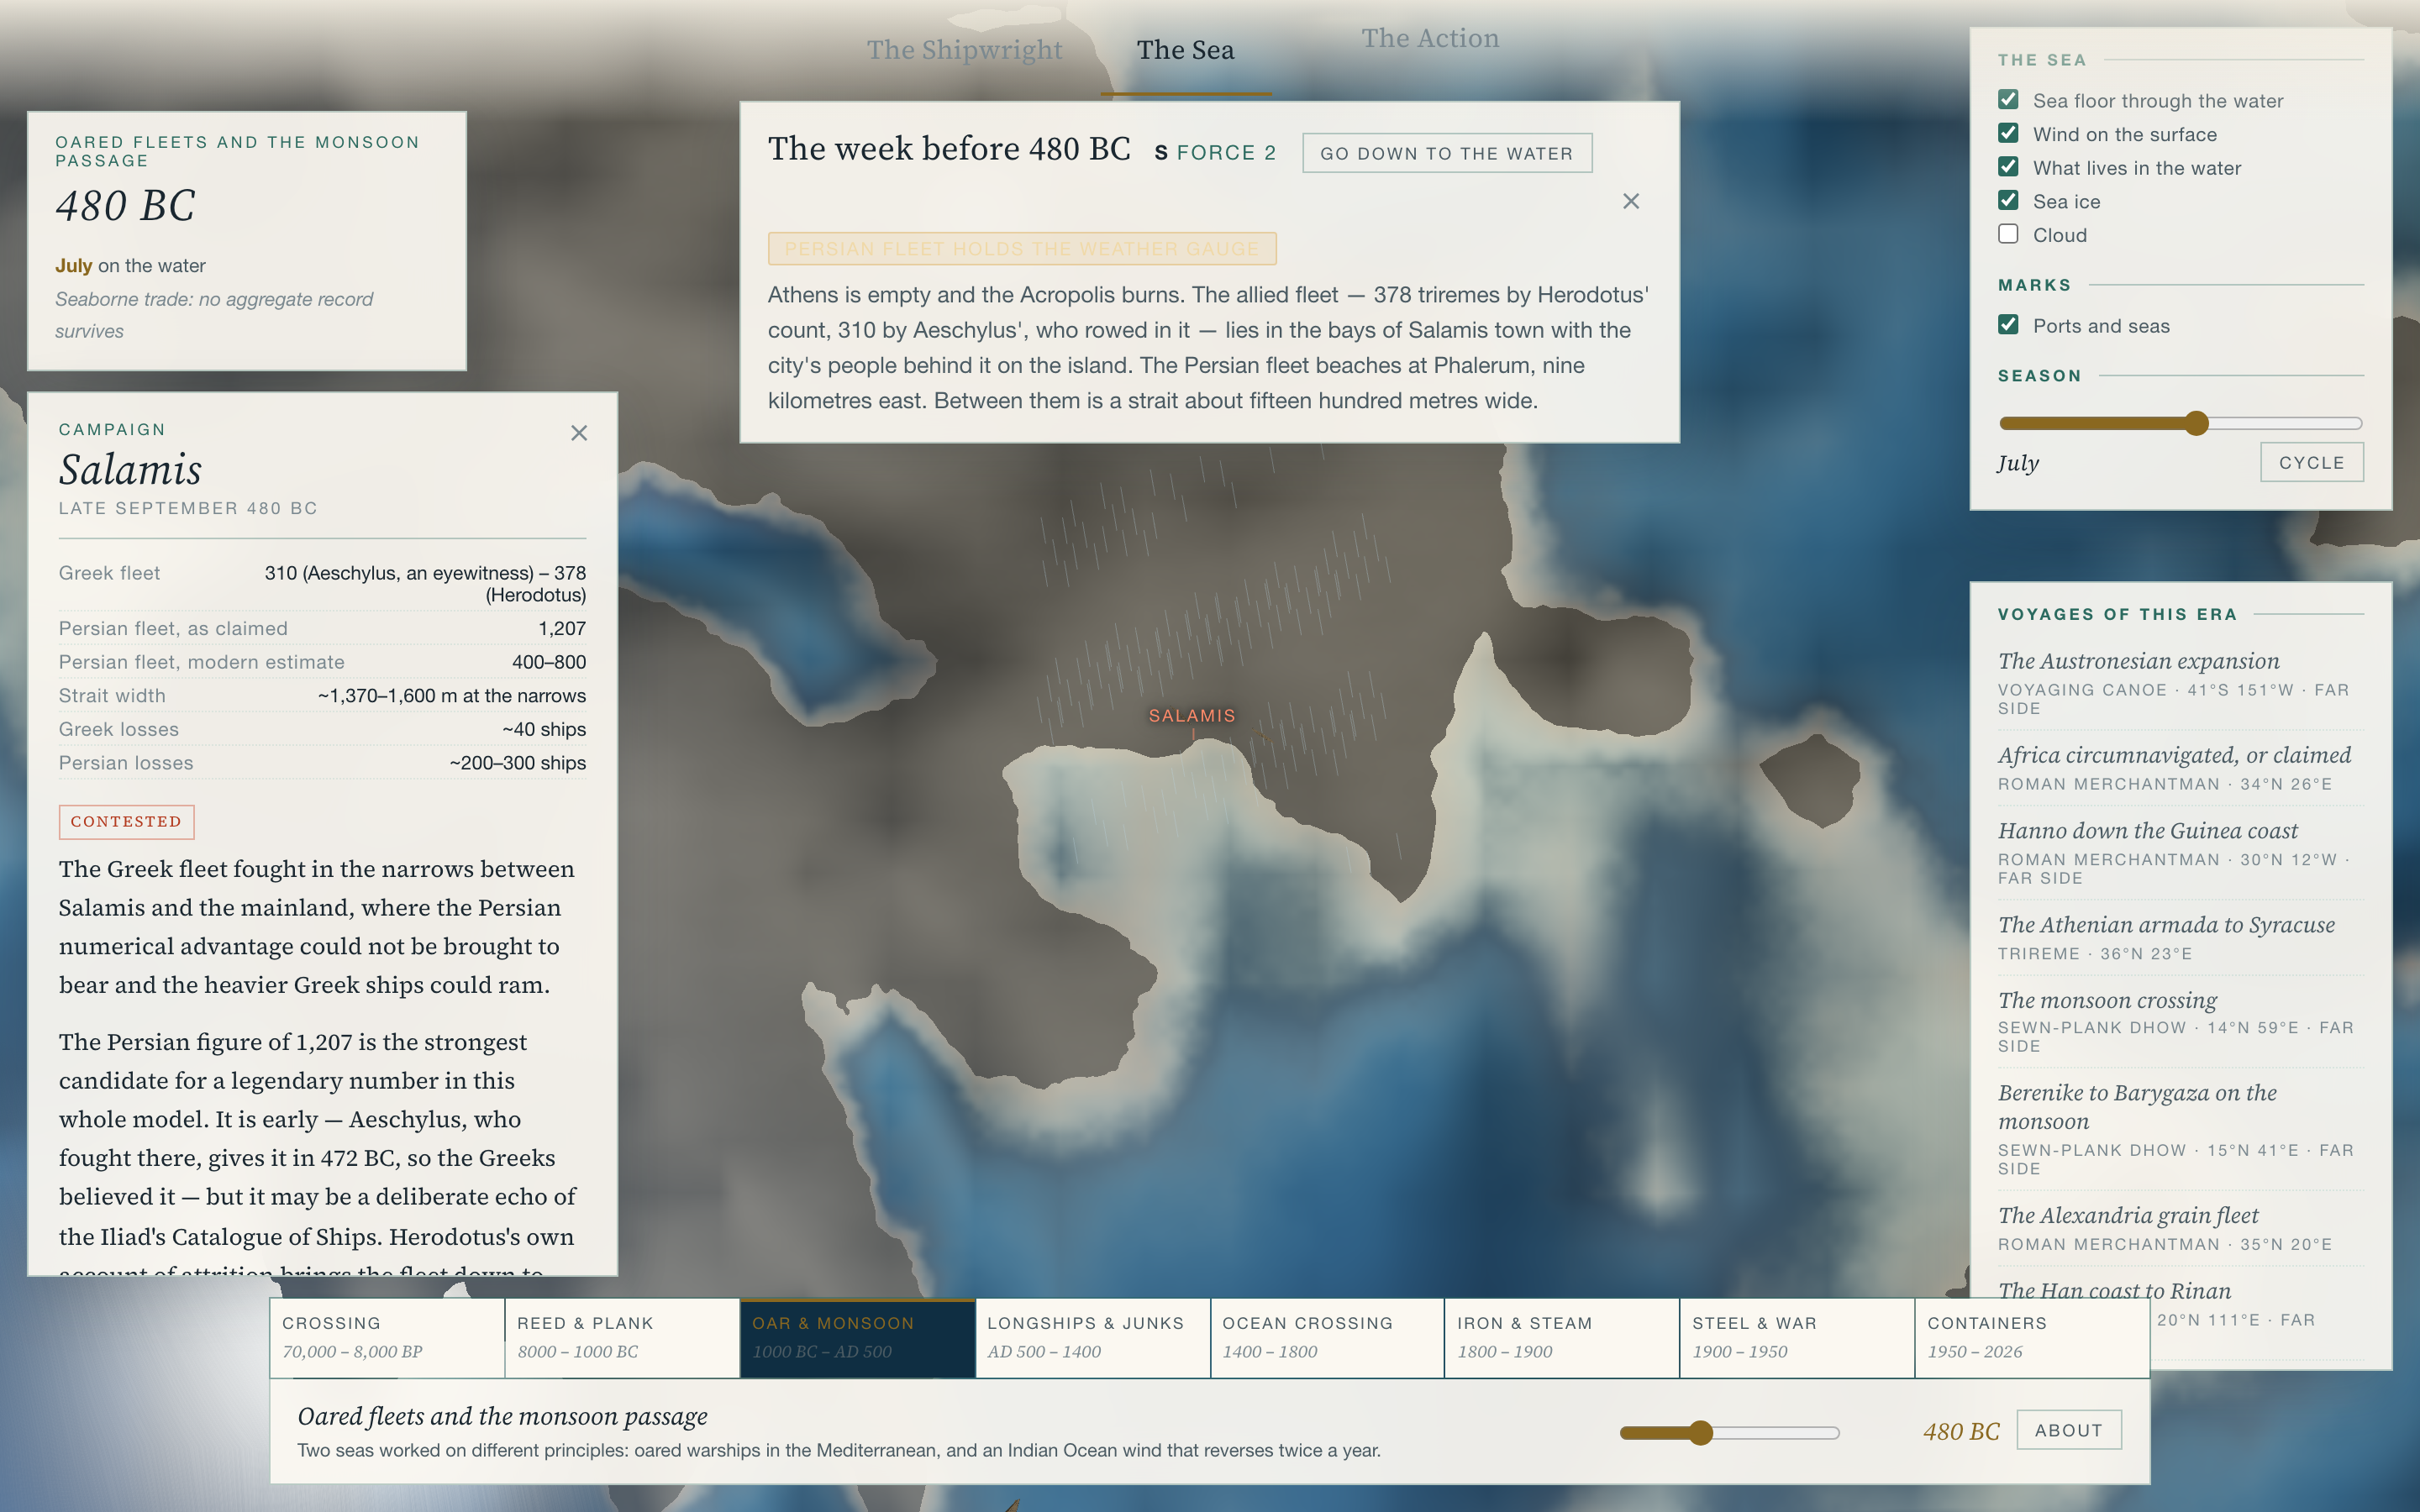 The Shipwright
The Sea
The Action
OARED FLEETS AND THE MONSOON
PASSAGE
480 BC
July on the water
Seaborne trade: no aggregate record
survives
CAMPAIGN
Salamis
LATE SEPTEMBER 480 BC
Greek fleet 310 (Aeschylus, an eyewitness) – 378
(Herodotus)
Persian fleet, as claimed 1,207
Persian fleet, modern estimate 400–800
Strait width ~1,370–1,600 m at the narrows
Greek losses ~40 ships
Persian losses ~200–300 ships
CONTESTED
The Greek fleet fought in the narrows between
Salamis and the mainland, where the Persian
numerical advantage could not be brought to
bear and the heavier Greek ships could ram.
The Persian figure of 1,207 is the strongest
candidate for a legendary number in this
whole model. It is early — Aeschylus, who
fought there, gives it in 472 BC, so the Greeks
believed it — but it may be a deliberate echo of
the Iliad's Catalogue of Ships. Herodotus's own
account of attrition brings the fleet down to
The week before 480 BC S FORCE 2 GO DOWN TO THE WATER
PERSIAN FLEET HOLDS THE WEATHER GAUGE
Athens is empty and the Acropolis burns. The allied fleet — 378 triremes by Herodotus'
count, 310 by Aeschylus', who rowed in it — lies in the bays of Salamis town with the
city's people behind it on the island. The Persian fleet beaches at Phalerum, nine
kilometres east. Between them is a strait about fifteen hundred metres wide.
SALAMIS
THE SEA
Sea floor through the water
Wind on the surface
What lives in the water
Sea ice
Cloud
MARKS
Ports and seas
SEASON
July CYCLE
VOYAGES OF THIS ERA
The Austronesian expansion
VOYAGING CANOE · 41°S 151°W · FAR
SIDE
Africa circumnavigated, or claimed
ROMAN MERCHANTMAN · 34°N 26°E
Hanno down the Guinea coast
ROMAN MERCHANTMAN · 30°N 12°W ·
FAR SIDE
The Athenian armada to Syracuse
TRIREME · 36°N 23°E
The monsoon crossing
SEWN-PLANK DHOW · 14°N 59°E · FAR
SIDE
Berenike to Barygaza on the
monsoon
SEWN-PLANK DHOW · 15°N 41°E · FAR
SIDE
The Alexandria grain fleet
ROMAN MERCHANTMAN · 35°N 20°E
The Han coast to Rinan
20°N 111°E · FAR
CROSSING
70,000 – 8,000 BP
REED & PLANK
8000 – 1000 BC
OAR & MONSOON
1000 BC – AD 500
LONGSHIPS & JUNKS
AD 500 – 1400
OCEAN CROSSING
1400 – 1800
IRON & STEAM
1800 – 1900
STEEL & WAR
1900 – 1950
CONTAINERS
1950 – 2026
Oared fleets and the monsoon passage
Two seas worked on different principles: oared warships in the Mediterranean, and an Indian Ocean wind that reverses twice a year.
480 BC ABOUT